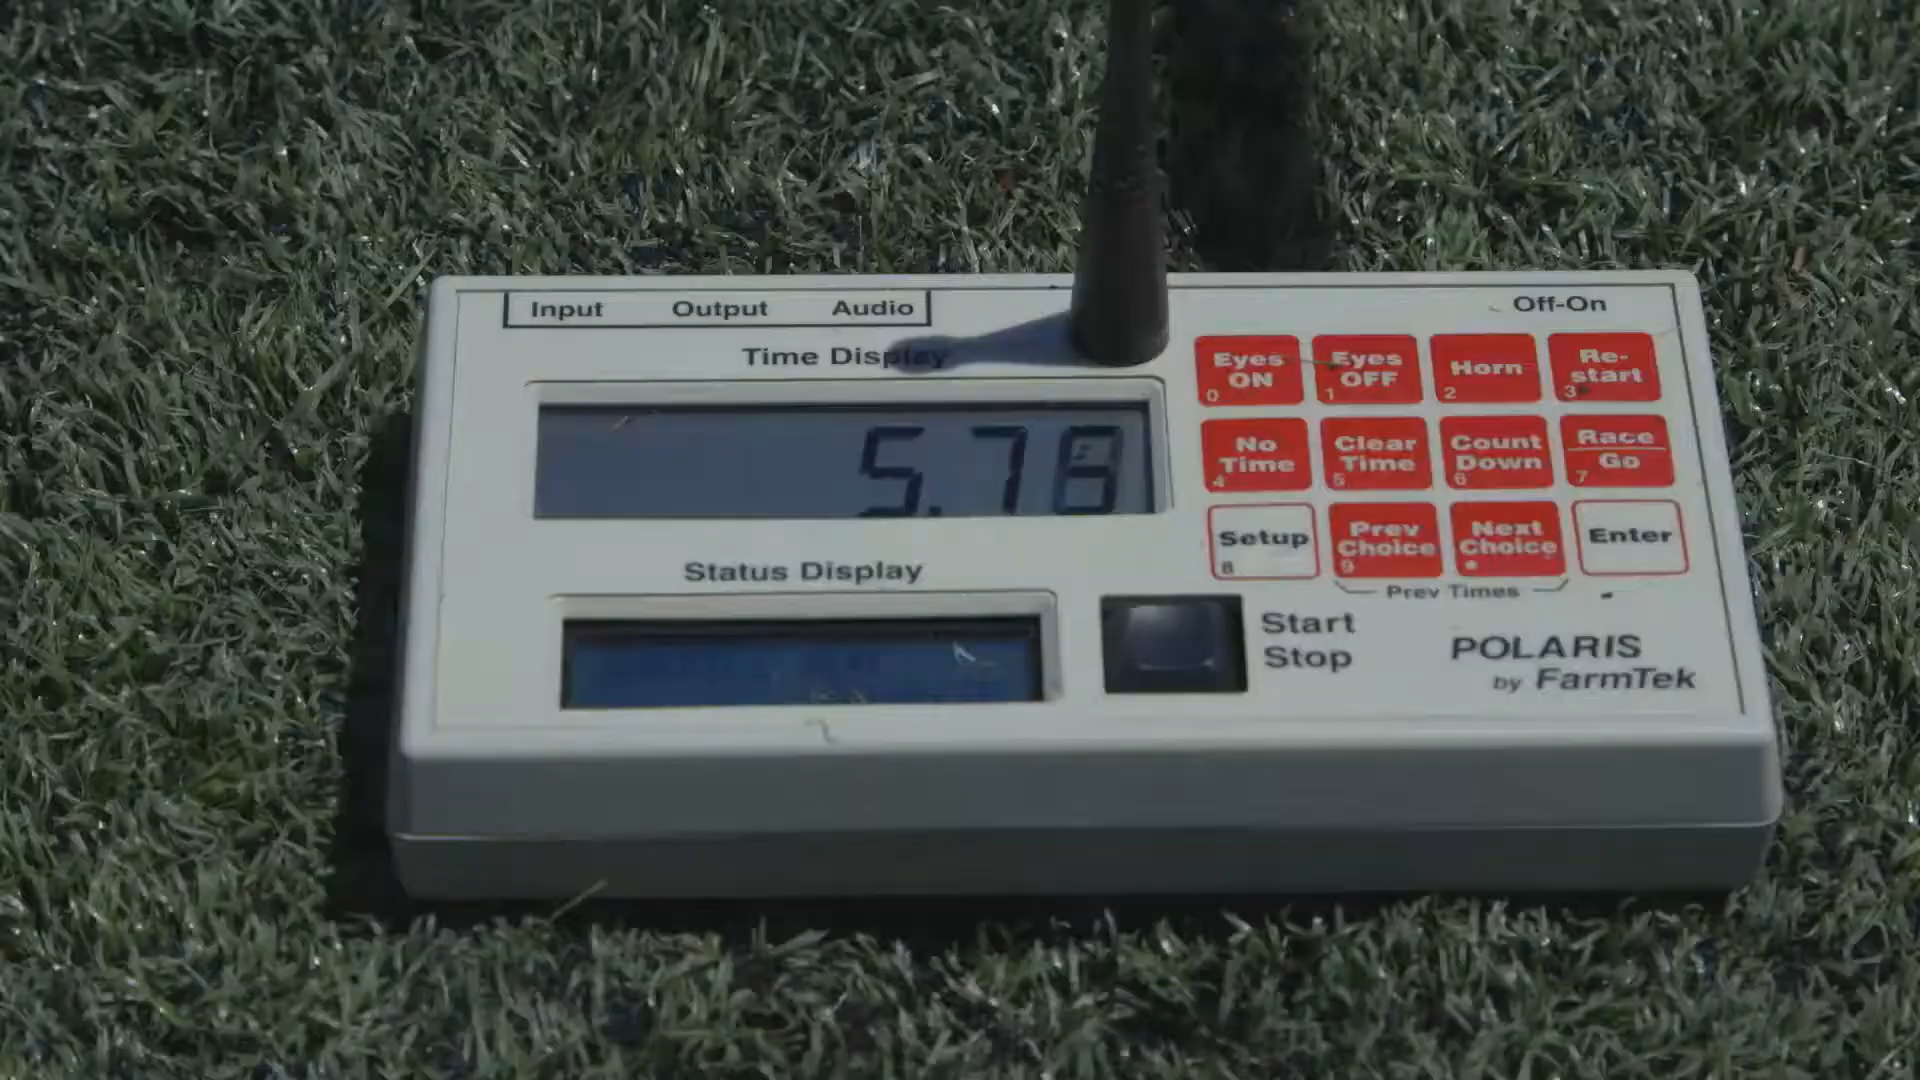 Input Output Audio
Off-On
Time Display
5.78
Eyes ON 0
Eyes OFF 1
Horn 2
Re-start 3
No Time 4
Clear Time 5
Count Down 6
Race Go 7
Setup 8
Prev Choice 9
Next Choice *
Enter
Prev Times
Status Display
Start
Stop
POLARIS
by FarmTek